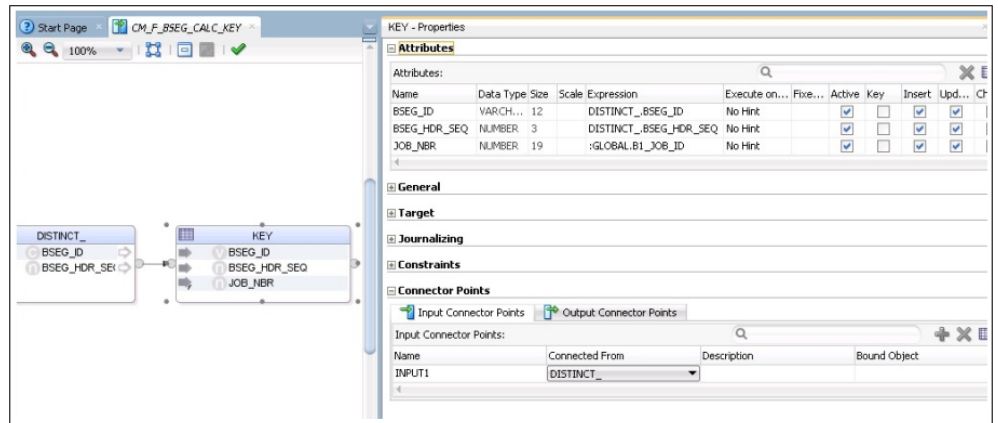 Start Page CM_F_BSEG_CALC_KEY
100%
DISTINCT_
BSEG_ID
BSEG_HDR_SE
KEY
BSEG_ID
BSEG_HDR_SEQ
JOB_NBR
KEY - Properties
Attributes
Attributes:
Name Data Type Size Scale Expression Execute on... Fixe... Active Key Insert Upd... Ch
BSEG_ID VARCH... 12 DISTINCT_.BSEG_ID No Hint
BSEG_HDR_SEQ NUMBER 3 DISTINCT_.BSEG_HDR_SEQ No Hint
JOB_NBR NUMBER 19 :GLOBAL.B1_JOB_ID No Hint
General
Target
Journalizing
Constraints
Connector Points
Input Connector Points Output Connector Points
Input Connector Points:
Name Connected From Description Bound Object
INPUT1 DISTINCT_